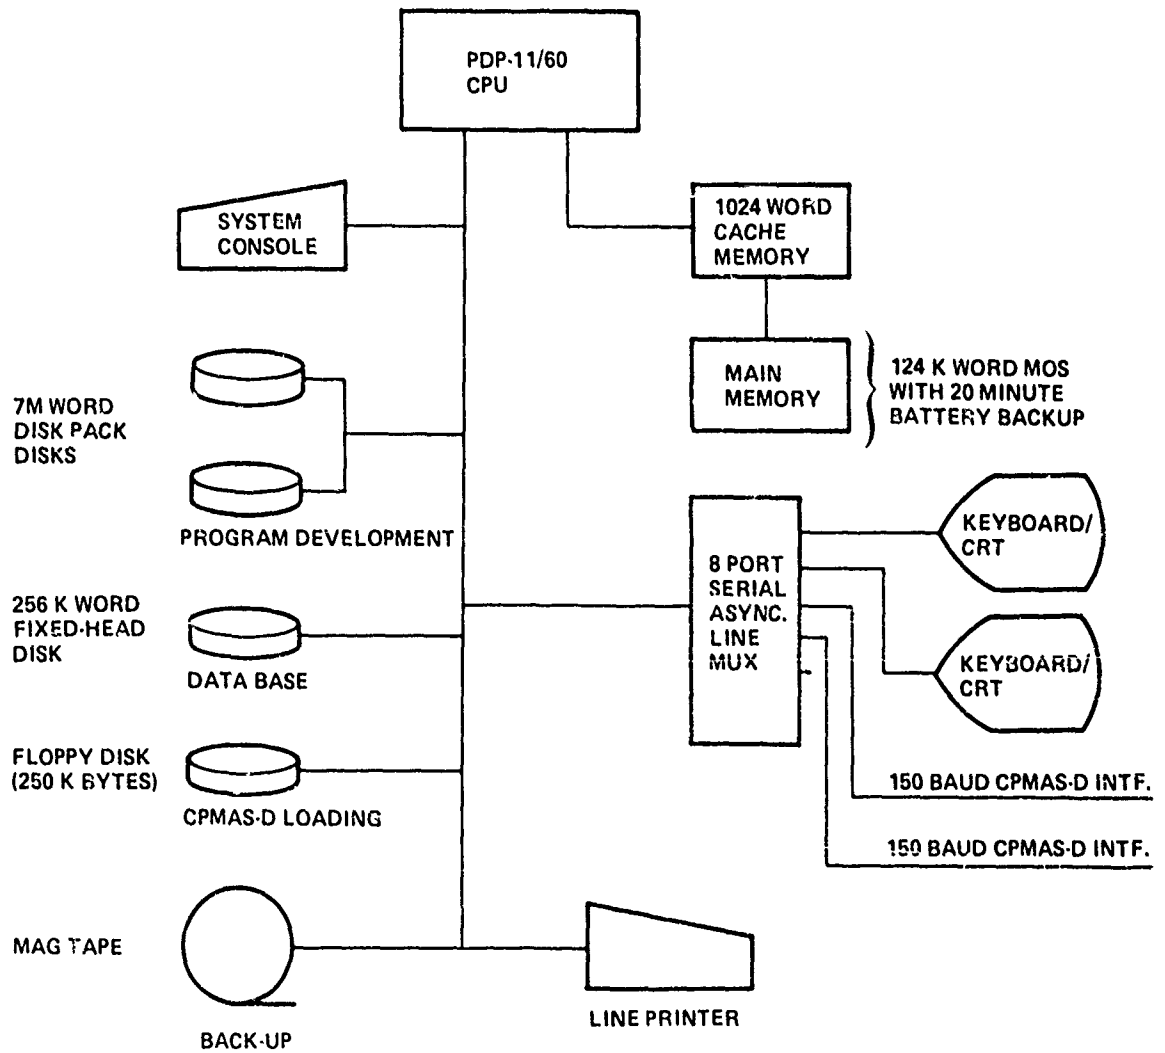 PDP-11/60
CPU
SYSTEM
CONSOLE
1024 WORD
CACHE
MEMORY
MAIN
MEMORY
124 K WORD MOS
WITH 20 MINUTE
BATTERY BACKUP
7M WORD
DISK PACK
DISKS
PROGRAM DEVELOPMENT
8 PORT
SERIAL
ASYNC.
LINE
MUX
KEYBOARD/
CRT
KEYBOARD/
CRT
256 K WORD
FIXED-HEAD
DISK
DATA BASE
FLOPPY DISK
(250 K BYTES)
CPMAS-D LOADING
150 BAUD CPMAS-D INTF.
150 BAUD CPMAS-D INTF.
MAG TAPE
BACK-UP
LINE PRINTER